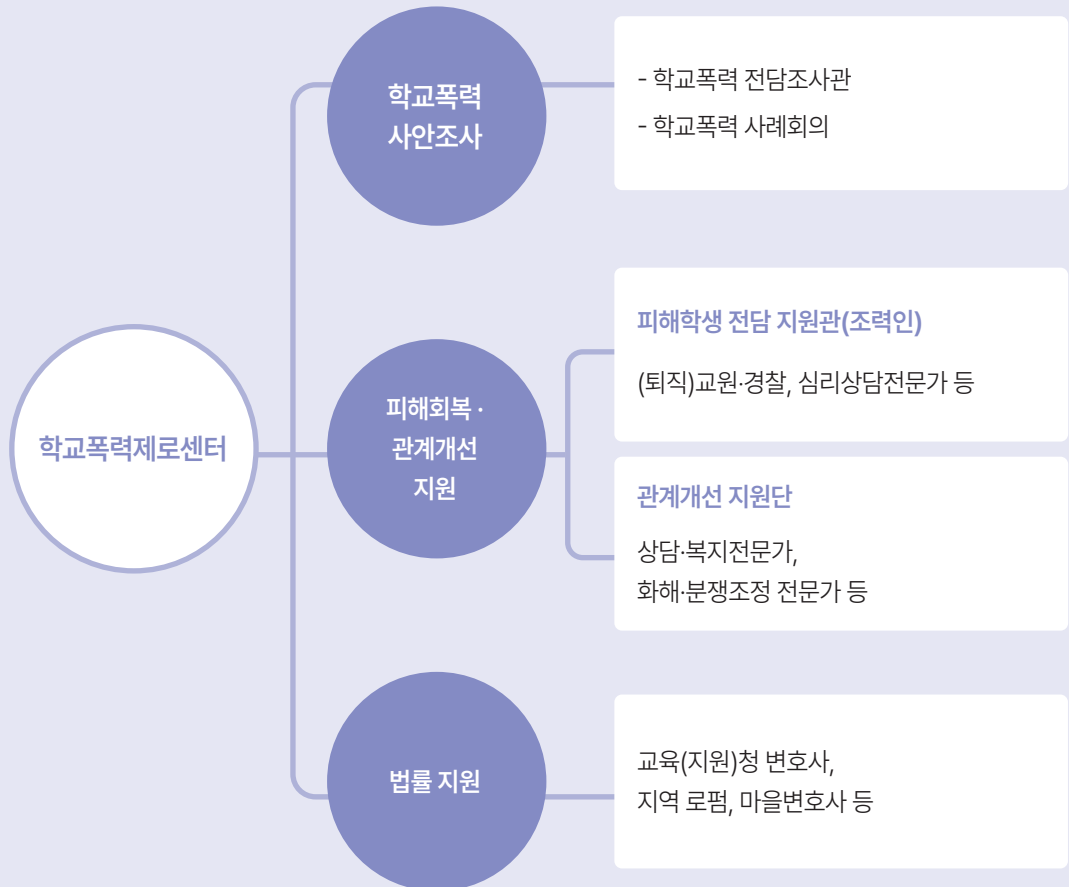 학교폭력
사안조사
- 학교폭력 전담조사관
- 학교폭력 사례회의
학교폭력제로센터
피해회복 ·
관계개선
지원
피해학생 전담 지원관(조력인)
(퇴직)교원·경찰, 심리상담전문가 등
관계개선 지원단
상담·복지전문가,
화해·분쟁조정 전문가 등
법률 지원
교육(지원)청 변호사,
지역 로펌, 마을변호사 등